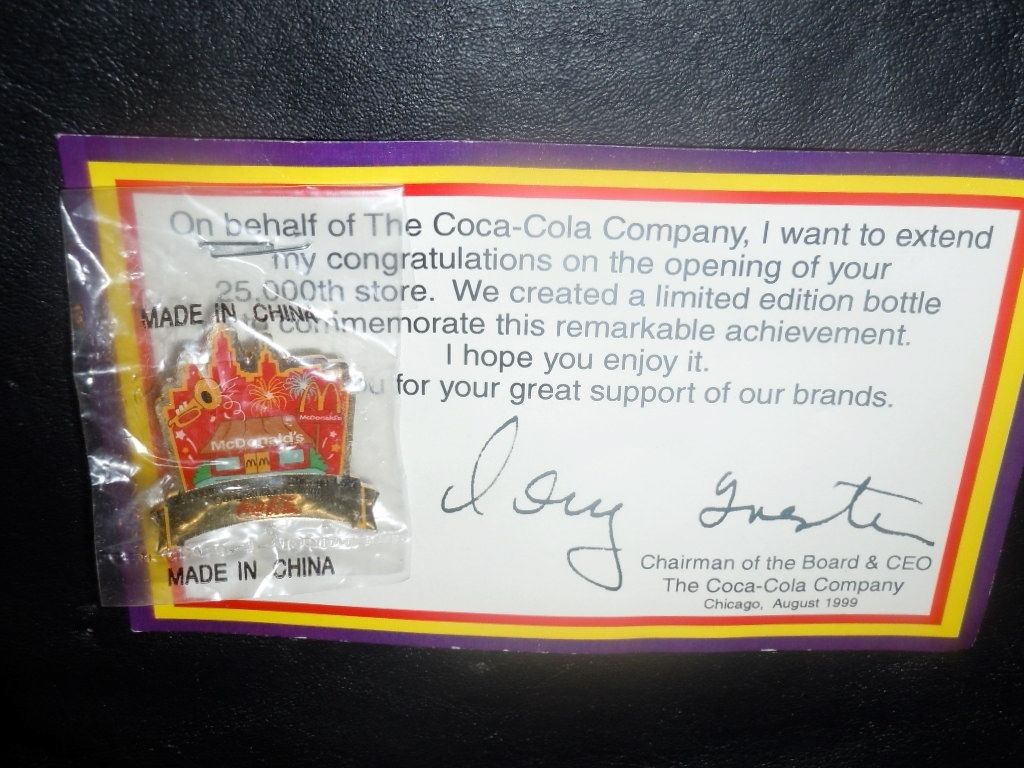 On behalf of The Coca-Cola Company, I want to extend
my congratulations on the opening of your
25,000th store. We created a limited edition bottle
commemorate this remarkable achievement.
I hope you enjoy it.
for your great support of our brands.
MADE IN CHINA
McDonald's
McDonald's
MADE IN CHINA
Doug Ivester
Chairman of the Board & CEO
The Coca-Cola Company
Chicago, August 1999